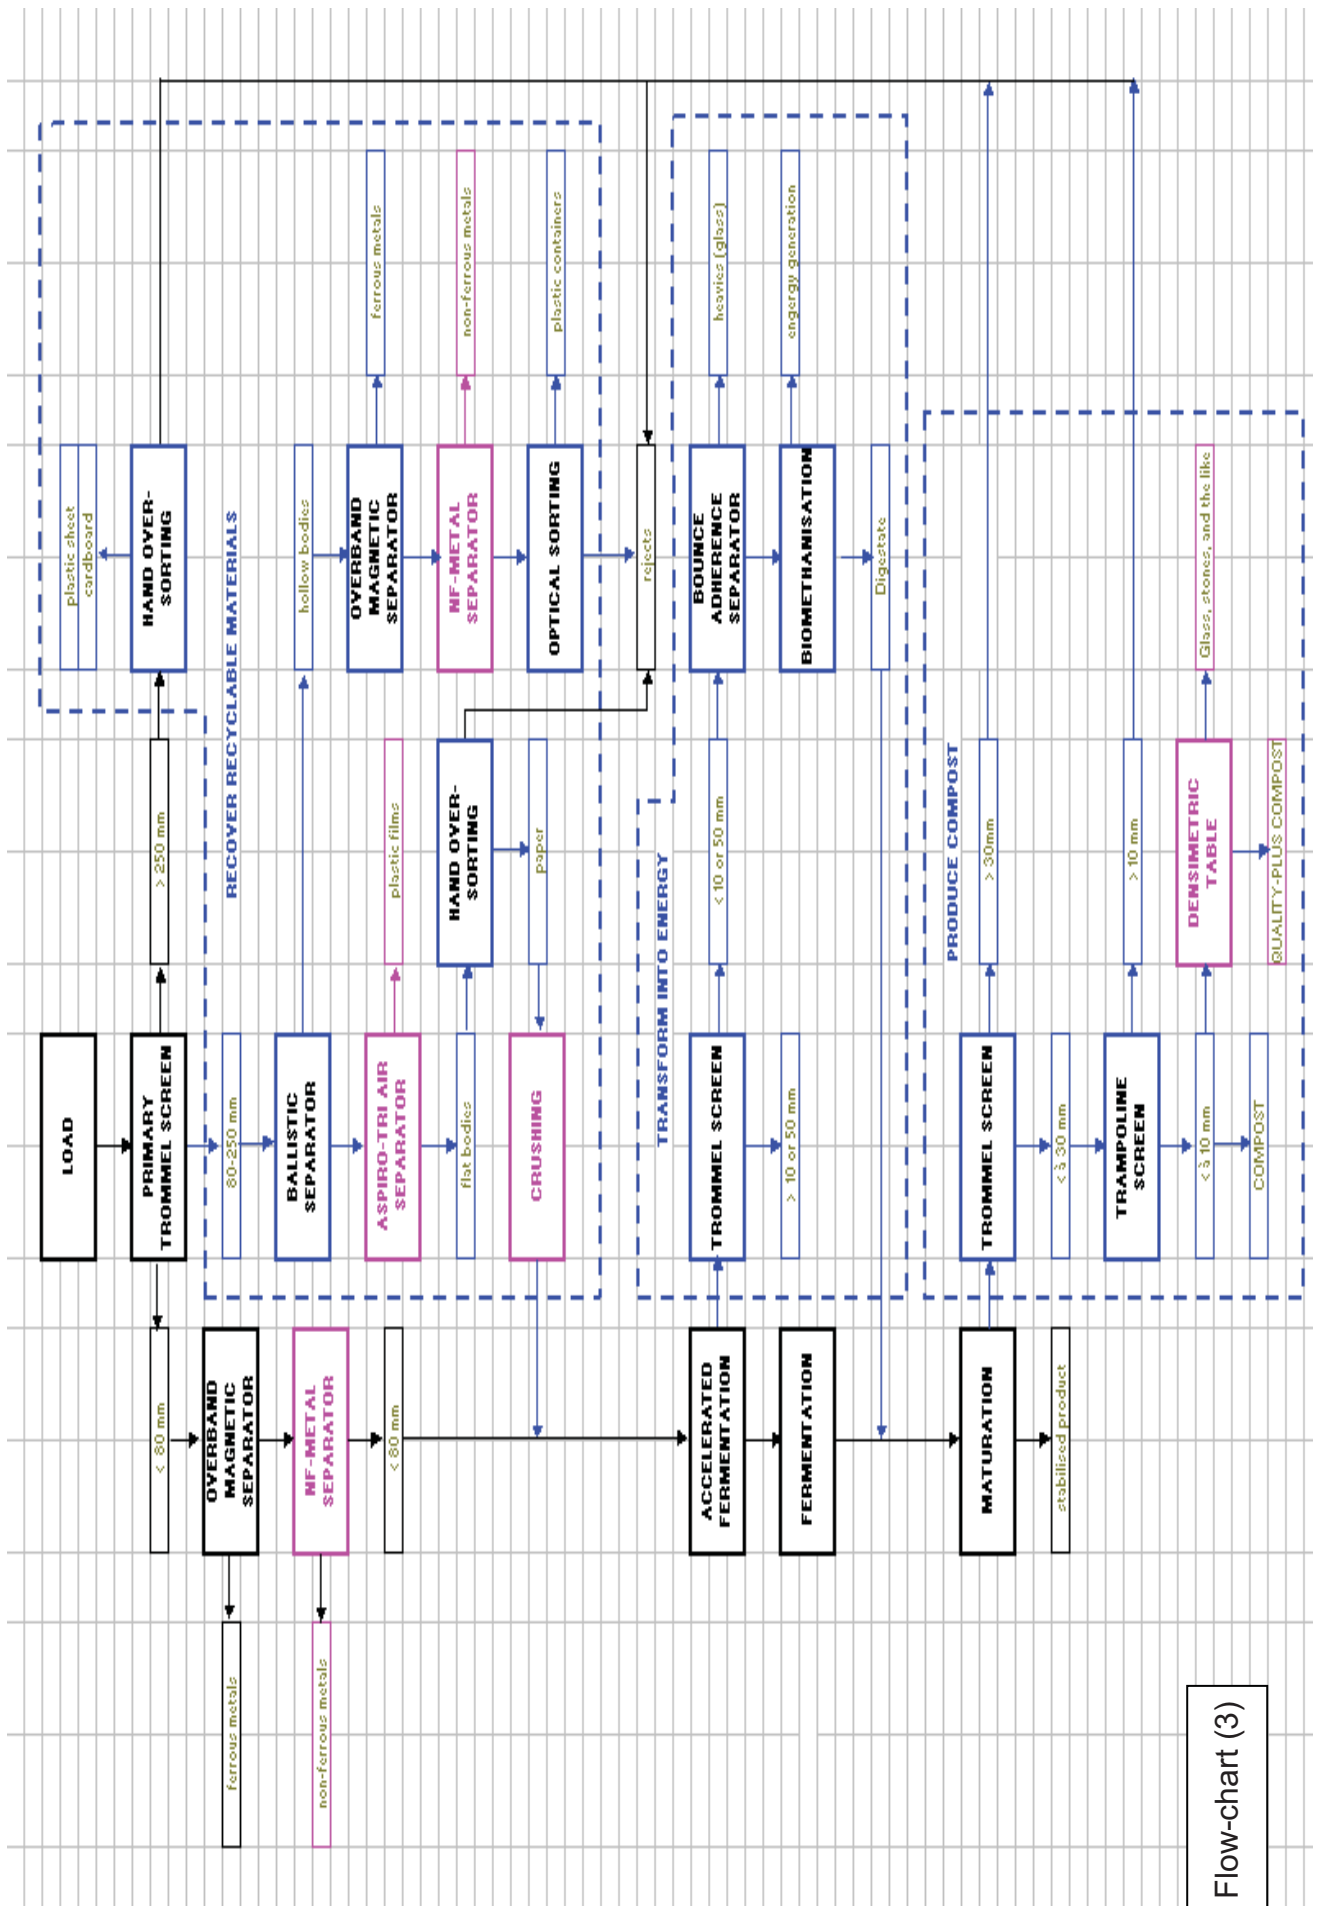 LOAD
PRIMARY
TROMMEL SCREEN
> 250 mm
HAND OVER-
SORTING
plastic sheet
cardboard
< 80 mm
OVERBAND
MAGNETIC
SEPARATOR
ferrous metals
NF-METAL
SEPARATOR
non-ferrous metals
< 80 mm
RECOVER RECYCLABLE MATERIALS
80-250 mm
BALLISTIC
SEPARATOR
hollow bodies
OVERBAND
MAGNETIC
SEPARATOR
ferrous metals
ASPIRO-TRI AIR
SEPARATOR
plastic films
NF-METAL
SEPARATOR
non-ferrous metals
flat bodies
HAND OVER-
SORTING
paper
CRUSHING
OPTICAL SORTING
plastic containers
rejects
TRANSFORM INTO ENERGY
ACCELERATED
FERMENTATION
TROMMEL SCREEN
< 10 or 50 mm
BOUNCE
ADHERENCE
SEPARATOR
heavies (glass)
FERMENTATION
> 10 or 50 mm
BIOMETHANISATION
engergy generation
Digestate
PRODUCE COMPOST
MATURATION
TROMMEL SCREEN
> 30mm
stabilised product
< à 30 mm
TRAMPOLINE
SCREEN
> 10 mm
< à 10 mm
DENSIMETRIC
TABLE
Glass, stones, and the like
COMPOST
QUALITY-PLUS COMPOST
Flow-chart (3)